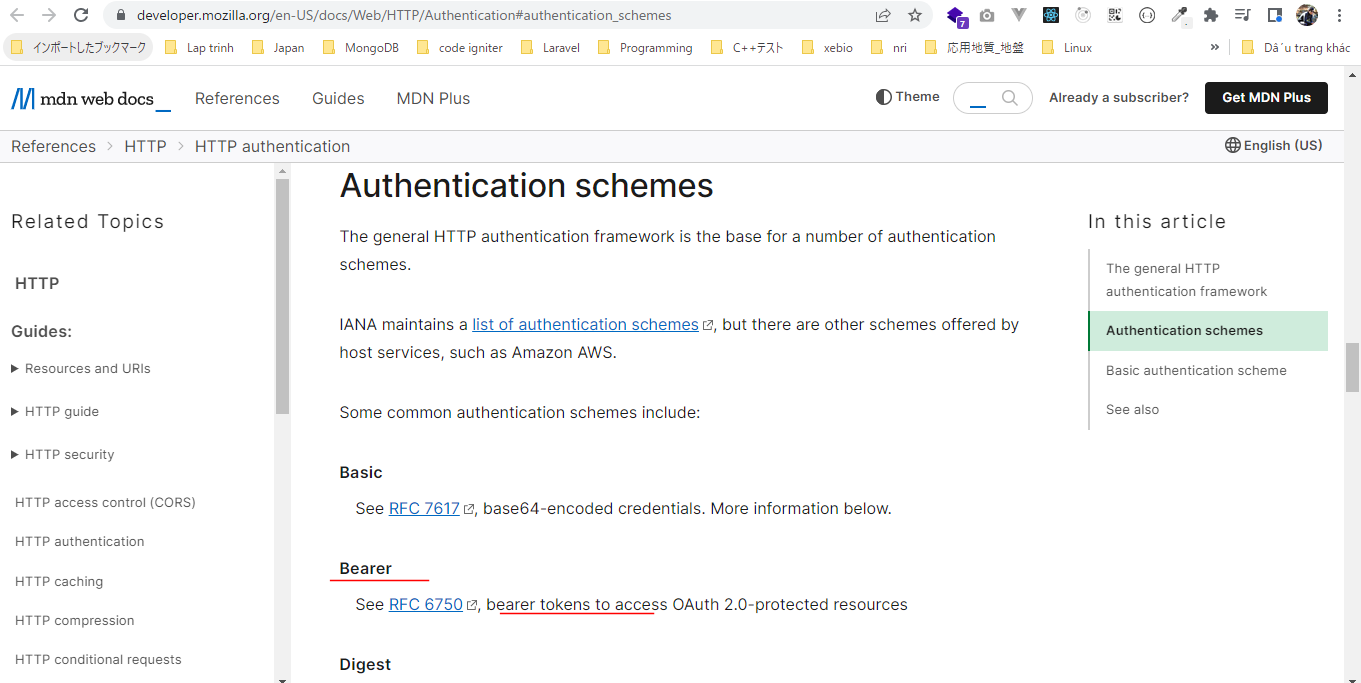 developer.mozilla.org/en-US/docs/Web/HTTP/Authentication#authentication_schemes
7
インポートしたブックマーク Lap trinh Japan MongoDB code igniter Laravel Programming C++テスト xebio nri 応用地質_地盤 Linux » Dấu trang khác
mdn web docs_ References Guides MDN Plus Theme Already a subscriber? Get MDN Plus
References > HTTP > HTTP authentication English (US)
Related Topics
HTTP
Guides:
Resources and URIs
HTTP guide
HTTP security
HTTP access control (CORS)
HTTP authentication
HTTP caching
HTTP compression
HTTP conditional requests
Authentication schemes
The general HTTP authentication framework is the base for a number of authentication
schemes.
IANA maintains a list of authentication schemes, but there are other schemes offered by
host services, such as Amazon AWS.
Some common authentication schemes include:
Basic
See RFC 7617, base64-encoded credentials. More information below.
Bearer
See RFC 6750, bearer tokens to access OAuth 2.0-protected resources
Digest
In this article
The general HTTP
authentication framework
Authentication schemes
Basic authentication scheme
See also